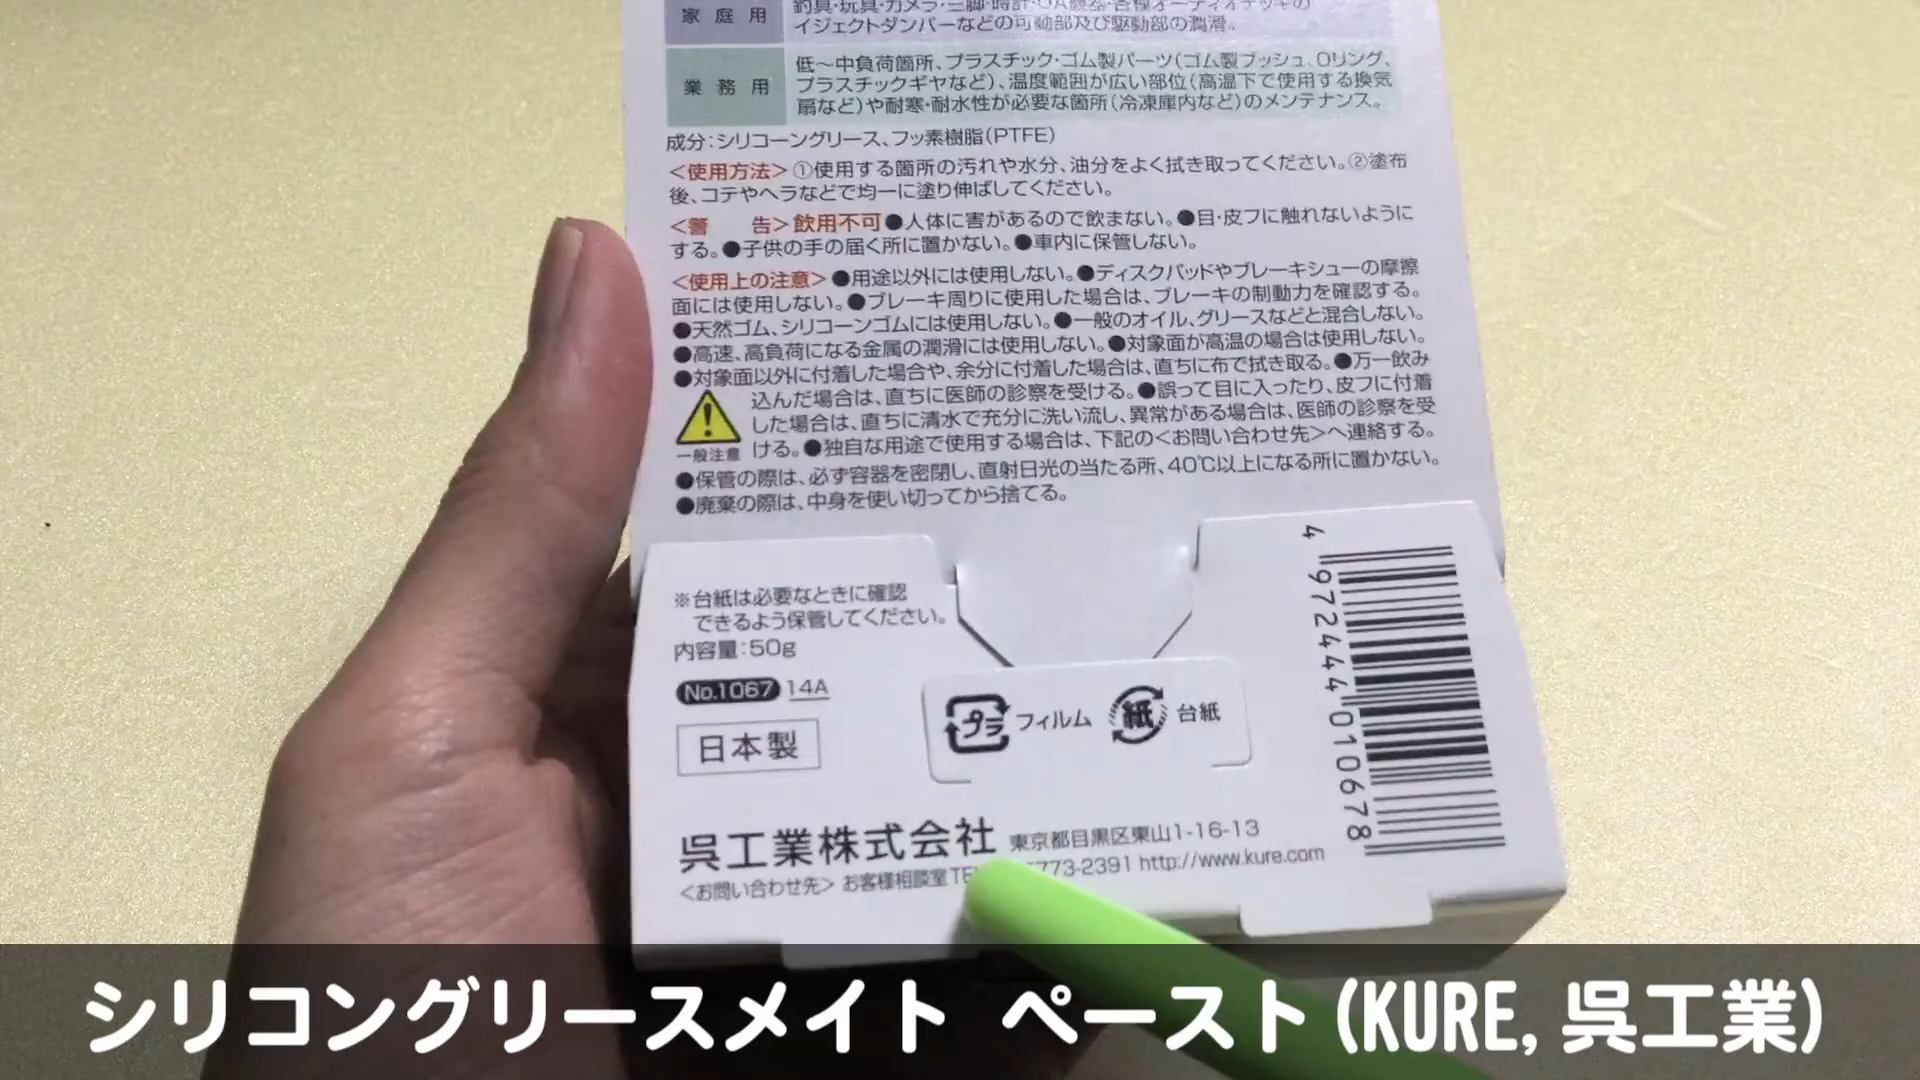 家庭用
釣具・玩具・カメラ・三脚・時計・OA機器・各種オーディオデッキの
イジェクトダンパーなどの可動部及び駆動部の潤滑。
業務用
低～中負荷箇所、プラスチック・ゴム製パーツ(ゴム製ブッシュ、Oリング、
プラスチックギヤなど)、温度範囲が広い部位(高温下で使用する換気
扇など)や耐寒・耐水性が必要な箇所(冷凍庫内など)のメンテナンス。
成分：シリコーングリース、フッ素樹脂(PTFE)
<使用方法>①使用する箇所の汚れや水分、油分をよく拭き取ってください。②塗布
後、コテやヘラなどで均一に塗り伸ばしてください。
<警　告>飲用不可●人体に害があるので飲まない。●目・皮フに触れないように
する。●子供の手の届く所に置かない。●車内に保管しない。
<使用上の注意>●用途以外には使用しない。●ディスクパッドやブレーキシューの摩擦
面には使用しない。●ブレーキ周りに使用した場合は、ブレーキの制動力を確認する。
●天然ゴム、シリコーンゴムには使用しない。●一般のオイル、グリースなどと混合しない。
●高速、高負荷になる金属の潤滑には使用しない。●対象面が高温の場合は使用しない。
●対象面以外に付着した場合や、余分に付着した場合は、直ちに布で拭き取る。●万一飲み
込んだ場合は、直ちに医師の診察を受ける。●誤って目に入ったり、皮フに付着
した場合は、直ちに清水で充分に洗い流し、異常がある場合は、医師の診察を受
ける。●独自な用途で使用する場合は、下記の<お問い合わせ先>へ連絡する。
一般注意
●保管の際は、必ず容器を密閉し、直射日光の当たる所、40℃以上になる所に置かない。
●廃棄の際は、中身を使い切ってから捨てる。
※台紙は必要なときに確認
できるよう保管してください。
内容量：50g
No.1067 14A
日本製
プラ フィルム 紙 台紙
4 972444 010678
呉工業株式会社 東京都目黒区東山1-16-13
<お問い合わせ先> お客様相談室 773-2391 http://www.kure.com
シリコングリースメイト ペースト(KURE, 呉工業)